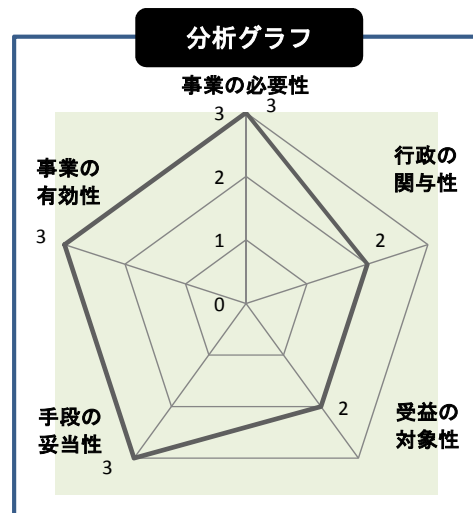 分析グラフ
事業の必要性
3
3
行政の
関与性
事業の
有効性
2
1
0
3
2
2
手段の
妥当性
3
受益の
対象性